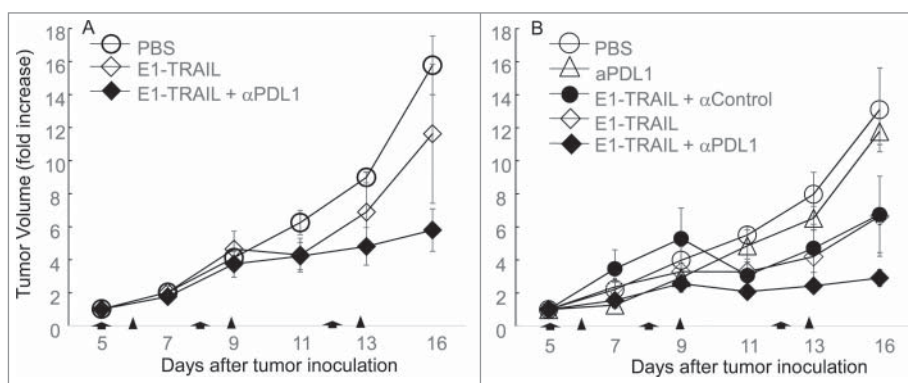 A
B
Tumor Volume (fold increase)
18
16
14
12
10
8
6
4
2
0
PBS
E1-TRAIL
E1-TRAIL + αPDL1
5
7
9
11
13
16
Days after tumor inoculation
18
16
14
12
10
8
6
4
2
0
PBS
aPDL1
E1-TRAIL + αControl
E1-TRAIL
E1-TRAIL + αPDL1
5
7
9
11
13
16
Days after tumor inoculation